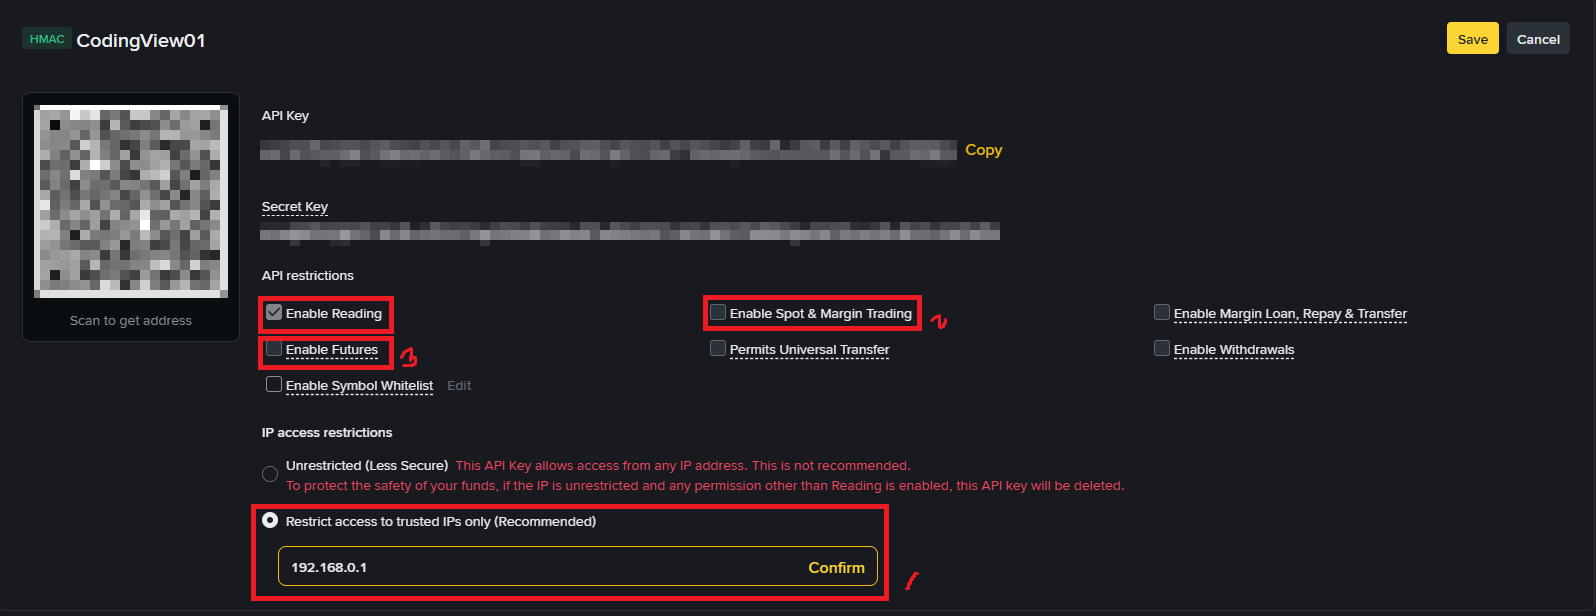 HMAC CodingView01
Save Cancel
API Key
Copy
Secret Key
Scan to get address
API restrictions
Enable Reading Enable Spot & Margin Trading Enable Margin Loan, Repay & Transfer
2
Enable Futures Permits Universal Transfer Enable Withdrawals
3
Enable Symbol Whitelist Edit
IP access restrictions
Unrestricted (Less Secure) This API Key allows access from any IP address. This is not recommended.
To protect the safety of your funds, if the IP is unrestricted and any permission other than Reading is enabled, this API key will be deleted.
Restrict access to trusted IPs only (Recommended)
192.168.0.1 Confirm
1